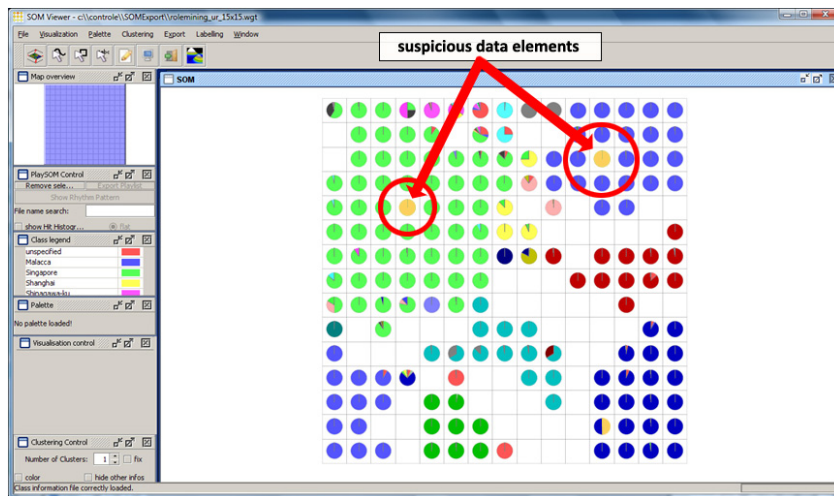 SOM Viewer - c:\\controle\\SOMExport\\rolemining_ur_15x15.wgt
File Visualization Palette Clustering Export Labelling Window
suspicious data elements
Map overview
SOM
PlaySOM Control
Remove sele... Export Playlist
Show Rhythm Pattern
File name search:
show Hit Histogr... flat
Class legend
unspecified
Malacca
Singapore
Shanghai
Shinagawa-ku
Palette
No palette loaded!
Visualisation control
Clustering Control
Number of Clusters: 1 fix
color hide other infos
Class information file correctly loaded.